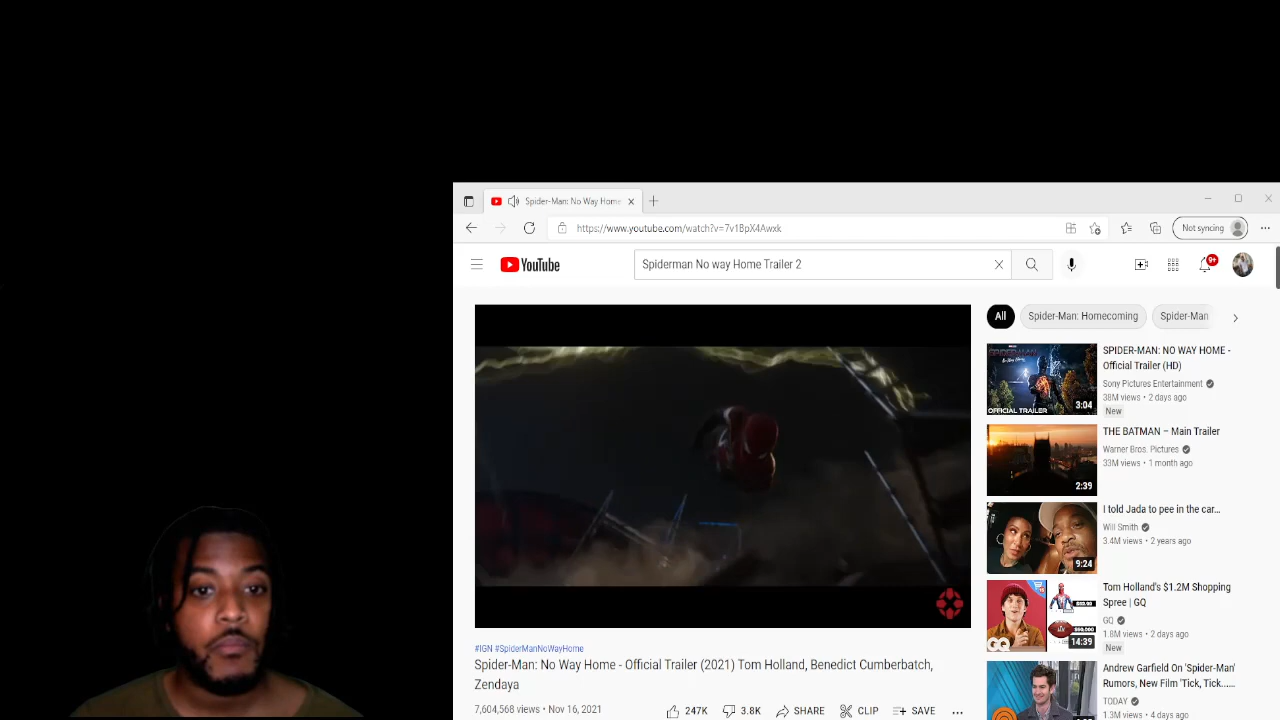 Spider-Man: No Way Home
https://www.youtube.com/watch?v=7v1BpX4Awxk
Not syncing
YouTube
Spiderman No way Home Trailer 2
9+
All
Spider-Man: Homecoming
Spider-Man
SPIDER-MAN: NO WAY HOME -
Official Trailer (HD)
Sony Pictures Entertainment
38M views • 2 days ago
New
OFFICIAL TRAILER
3:04
THE BATMAN – Main Trailer
Warner Bros. Pictures
33M views • 1 month ago
2:39
I told Jada to pee in the car...
Will Smith
3.4M views • 2 years ago
9:24
Tom Holland's $1.2M Shopping
Spree | GQ
GQ
1.8M views • 2 days ago
New
GQ
14:39
Andrew Garfield On 'Spider-Man'
Rumors, New Film 'Tick, Tick......
TODAY
1.3M views • 4 days ago
#IGN #SpiderManNoWayHome
Spider-Man: No Way Home - Official Trailer (2021) Tom Holland, Benedict Cumberbatch,
Zendaya
7,604,568 views • Nov 16, 2021
247K
3.8K
SHARE
CLIP
SAVE